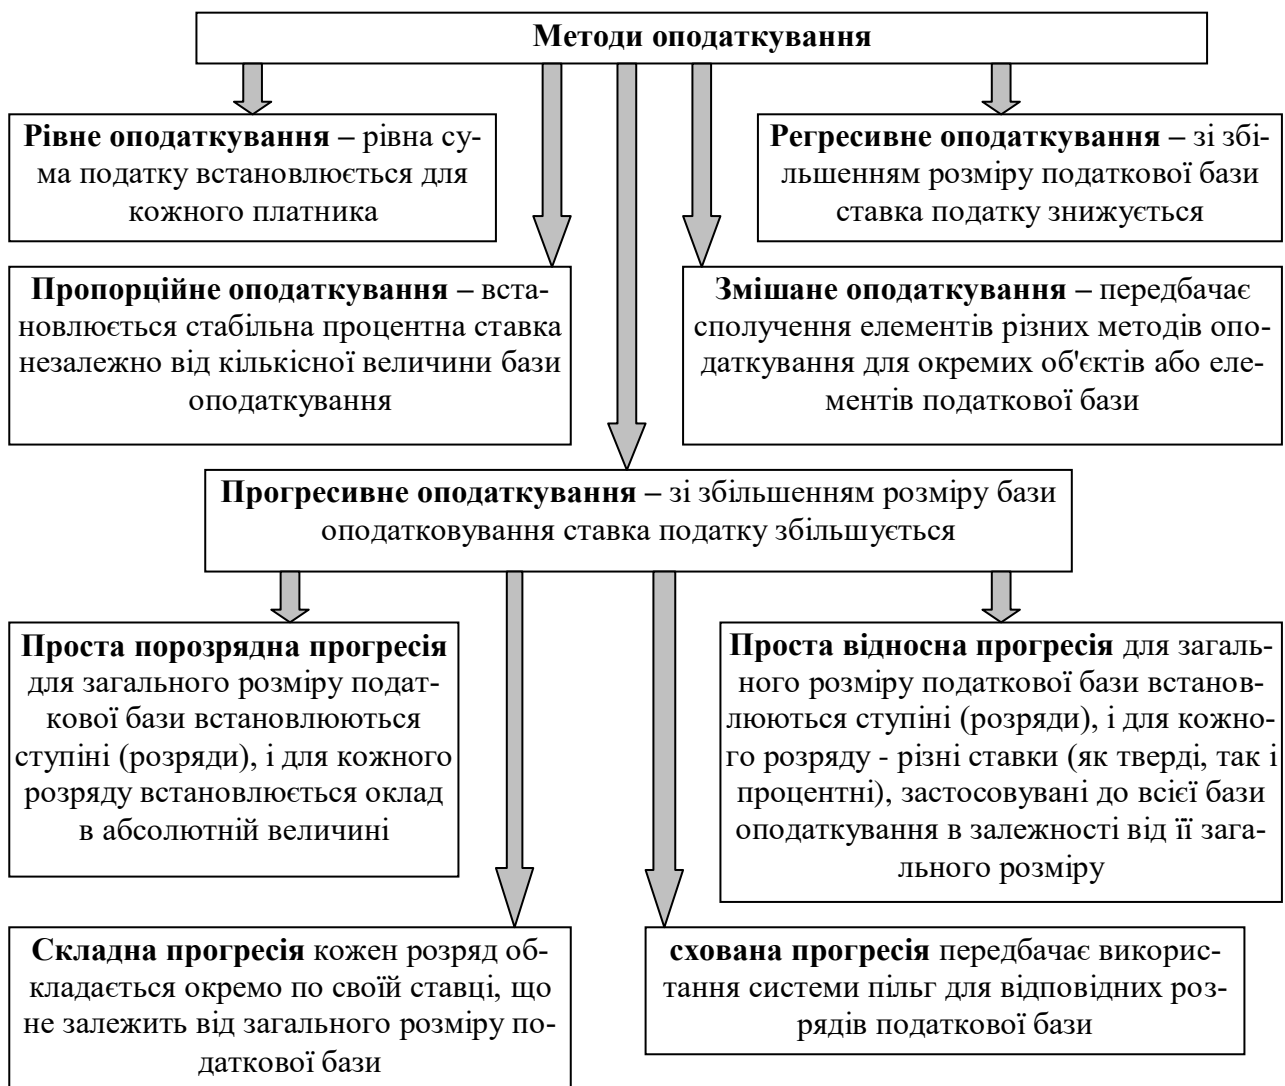 Методи оподаткування
Рівне оподаткування – рівна су-
ма податку встановлюється для
кожного платника
Регресивне оподаткування – зі збі-
льшенням розміру податкової бази
ставка податку знижується
Пропорційне оподаткування – вста-
новлюється стабільна процентна ставка
незалежно від кількісної величини бази
оподаткування
Змішане оподаткування – передбачає
сполучення елементів різних методів опо-
даткування для окремих об'єктів або еле-
ментів податкової бази
Прогресивне оподаткування – зі збільшенням розміру бази
оподатковування ставка податку збільшується
Проста порозрядна прогресія
для загального розміру подат-
кової бази встановлюються
ступіні (розряди), і для кожного
розряду встановлюється оклад
в абсолютній величині
Проста відносна прогресія для загаль-
ного розміру податкової бази встанов-
люються ступіні (розряди), і для кожно-
го розряду - різні ставки (як тверді, так і
процентні), застосовувані до всієї бази
оподаткування в залежності від її зага-
льного розміру
Складна прогресія кожен розряд об-
кладається окремо по своїй ставці, що
не залежить від загального розміру по-
даткової бази
схована прогресія передбачає викорис-
тання системи пільг для відповідних роз-
рядів податкової бази